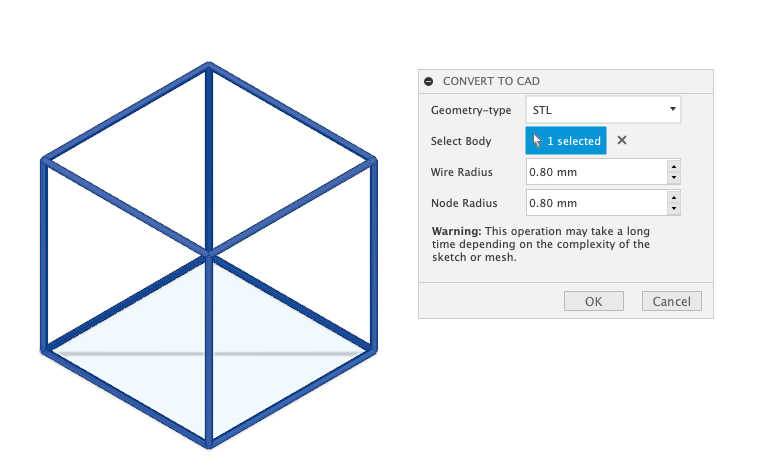 CONVERT TO CAD
Geometry-type STL
Select Body 1 selected
Wire Radius 0.80 mm
Node Radius 0.80 mm
Warning: This operation may take a long
time depending on the complexity of the
sketch or mesh.
OK Cancel